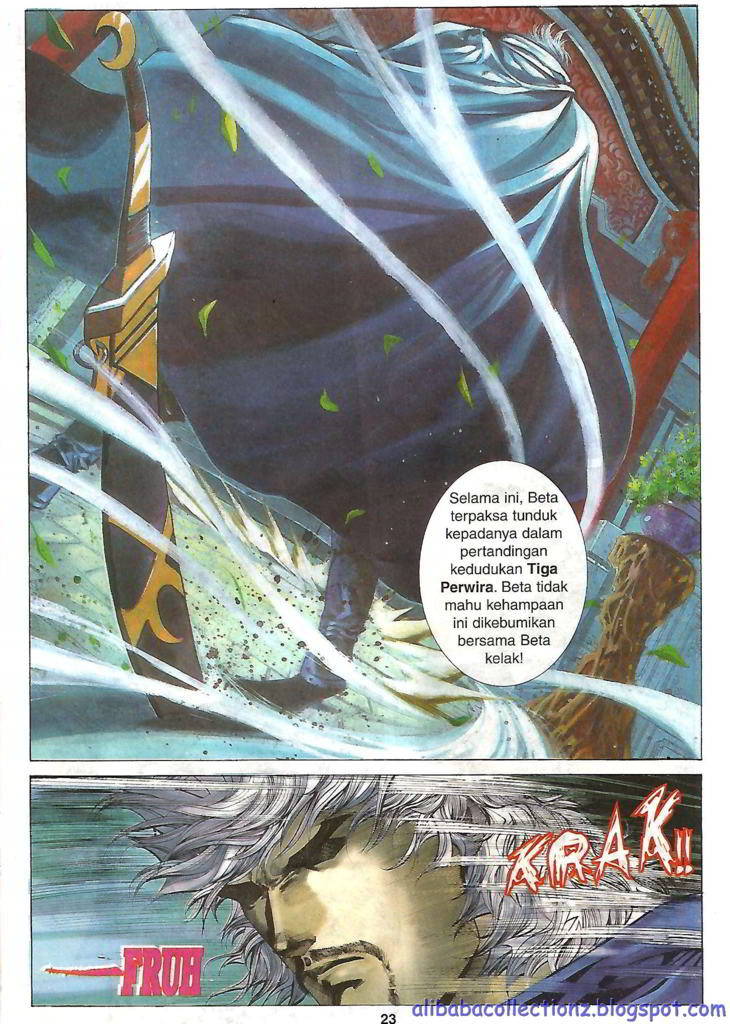 Selama ini, Beta
terpaksa tunduk
kepadanya dalam
pertandingan
kedudukan Tiga
Perwira. Beta tidak
mahu kehampaan
ini dikebumikan
bersama Beta
kelak!
KRAK!!
FRUH
23
alibabacollectionz.blogspot.com